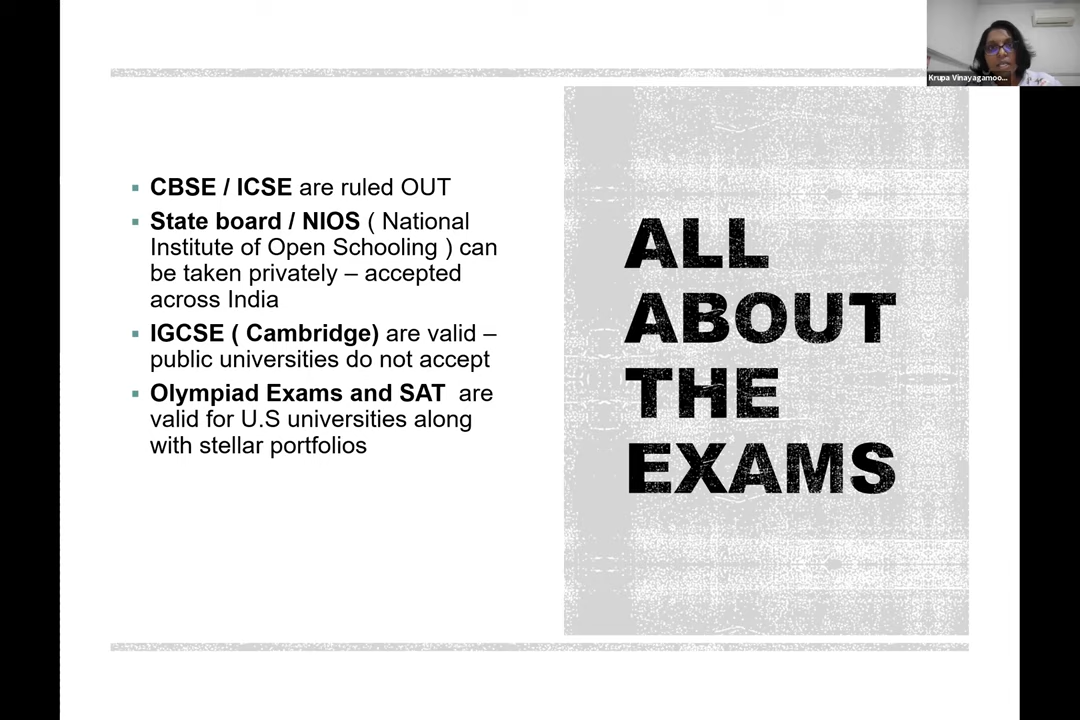 Krupa Vinayagamoo...
CBSE / ICSE are ruled OUT
State board / NIOS ( National
Institute of Open Schooling ) can
be taken privately – accepted
across India
IGCSE ( Cambridge) are valid –
public universities do not accept
Olympiad Exams and SAT are
valid for U.S universities along
with stellar portfolios
ALL
ABOUT
THE
EXAMS